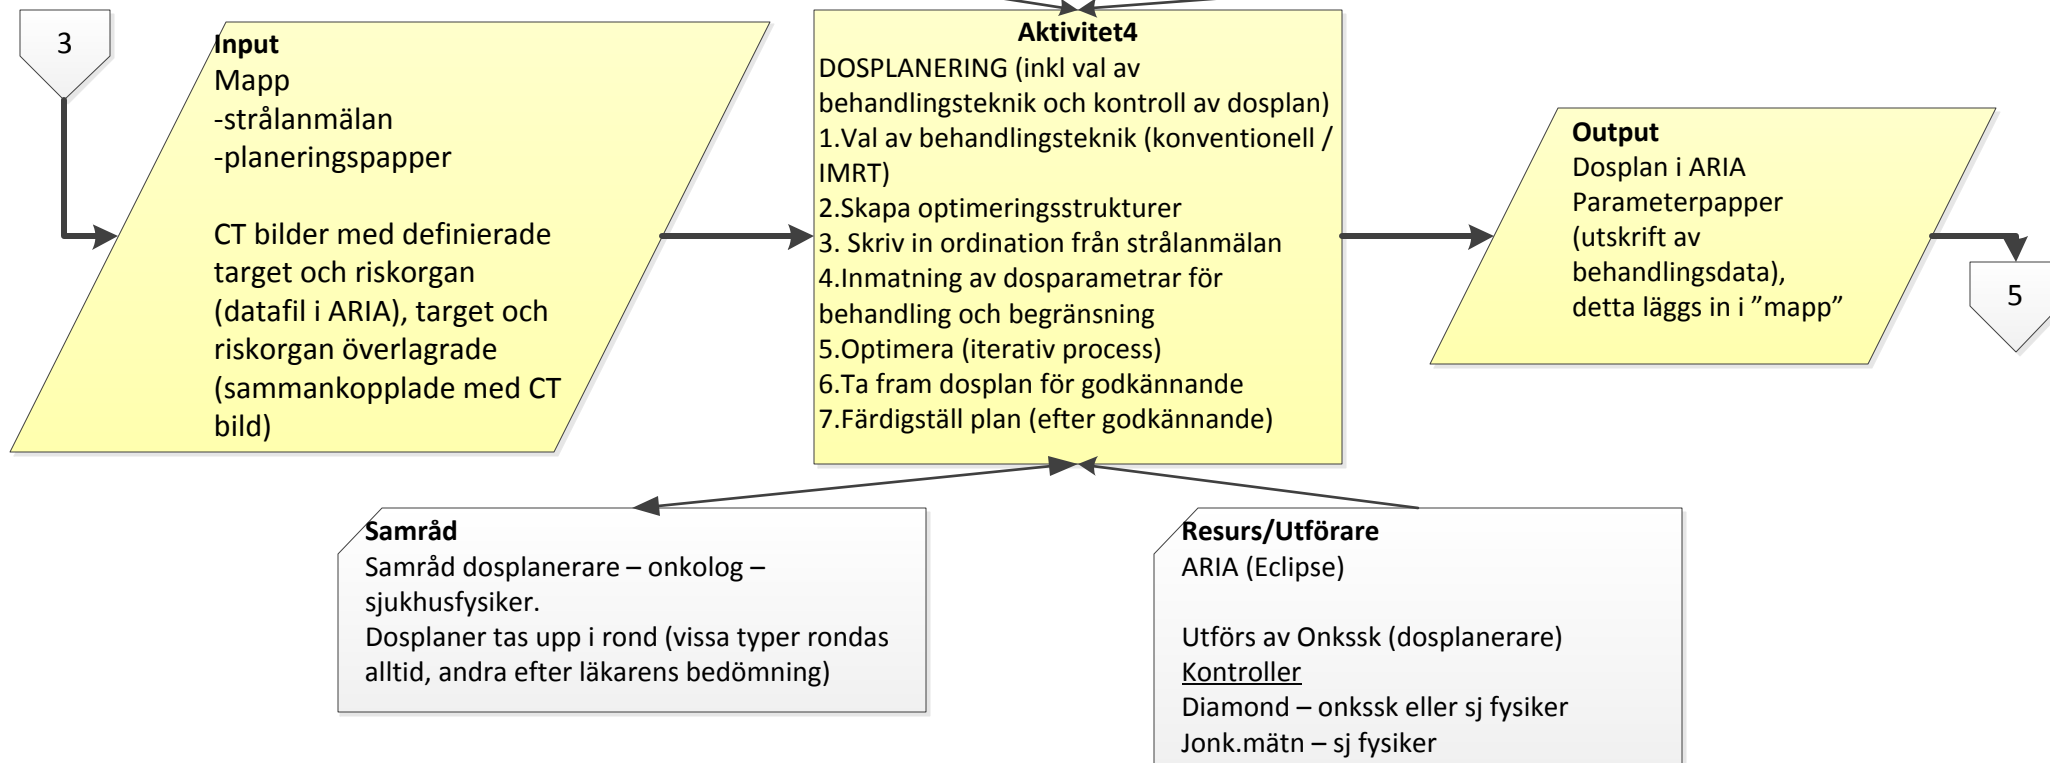 3
Input
Mapp
-strålanmälan
-planeringspapper
CT bilder med definierade
target och riskorgan
(datafil i ARIA), target och
riskorgan överlagrade
(sammankopplade med CT
bild)
Aktivitet4
DOSPLANERING (inkl val av
behandlingsteknik och kontroll av dosplan)
1.Val av behandlingsteknik (konventionell /
IMRT)
2.Skapa optimeringsstrukturer
3. Skriv in ordination från strålanmälan
4.Inmatning av dosparametrar för
behandling och begränsning
5.Optimera (iterativ process)
6.Ta fram dosplan för godkännande
7.Färdigställ plan (efter godkännande)
Output
Dosplan i ARIA
Parameterpapper
(utskrift av
behandlingsdata),
detta läggs in i ”mapp”
5
Samråd
Samråd dosplanerare – onkolog –
sjukhusfysiker.
Dosplaner tas upp i rond (vissa typer rondas
alltid, andra efter läkarens bedömning)
Resurs/Utförare
ARIA (Eclipse)
Utförs av Onkssk (dosplanerare)
Kontroller
Diamond – onkssk eller sj fysiker
Jonk.mätn – sj fysiker